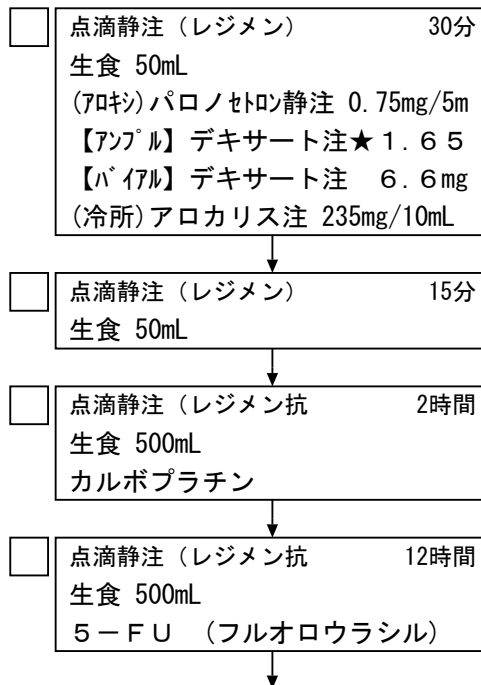 点滴静注（レジメン） 30分
生食 50mL
(ｱﾛｷｼ)パロノｾﾄﾛﾝ静注 0.75mg/5m
【ｱﾝﾌﾟﾙ】デキサート注★１.６５
【ﾊﾞｲｱﾙ】デキサート注 ６.６mg
(冷所)アロカリス注 235mg/10mL
点滴静注（レジメン） 15分
生食 50mL
点滴静注（レジメン抗 2時間
生食 500mL
カルボプラチン
点滴静注（レジメン抗 12時間
生食 500mL
５－ＦＵ （フルオロウラシル）